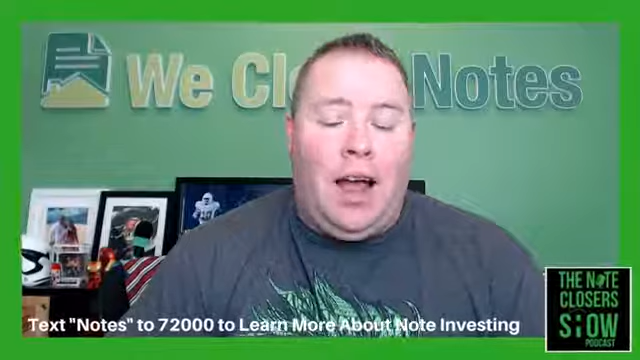 We Cl Notes
Text "Notes" to 72000 to Learn More About Note Investing
THE NOTE
CLOSERS
SHOW
PODCAST